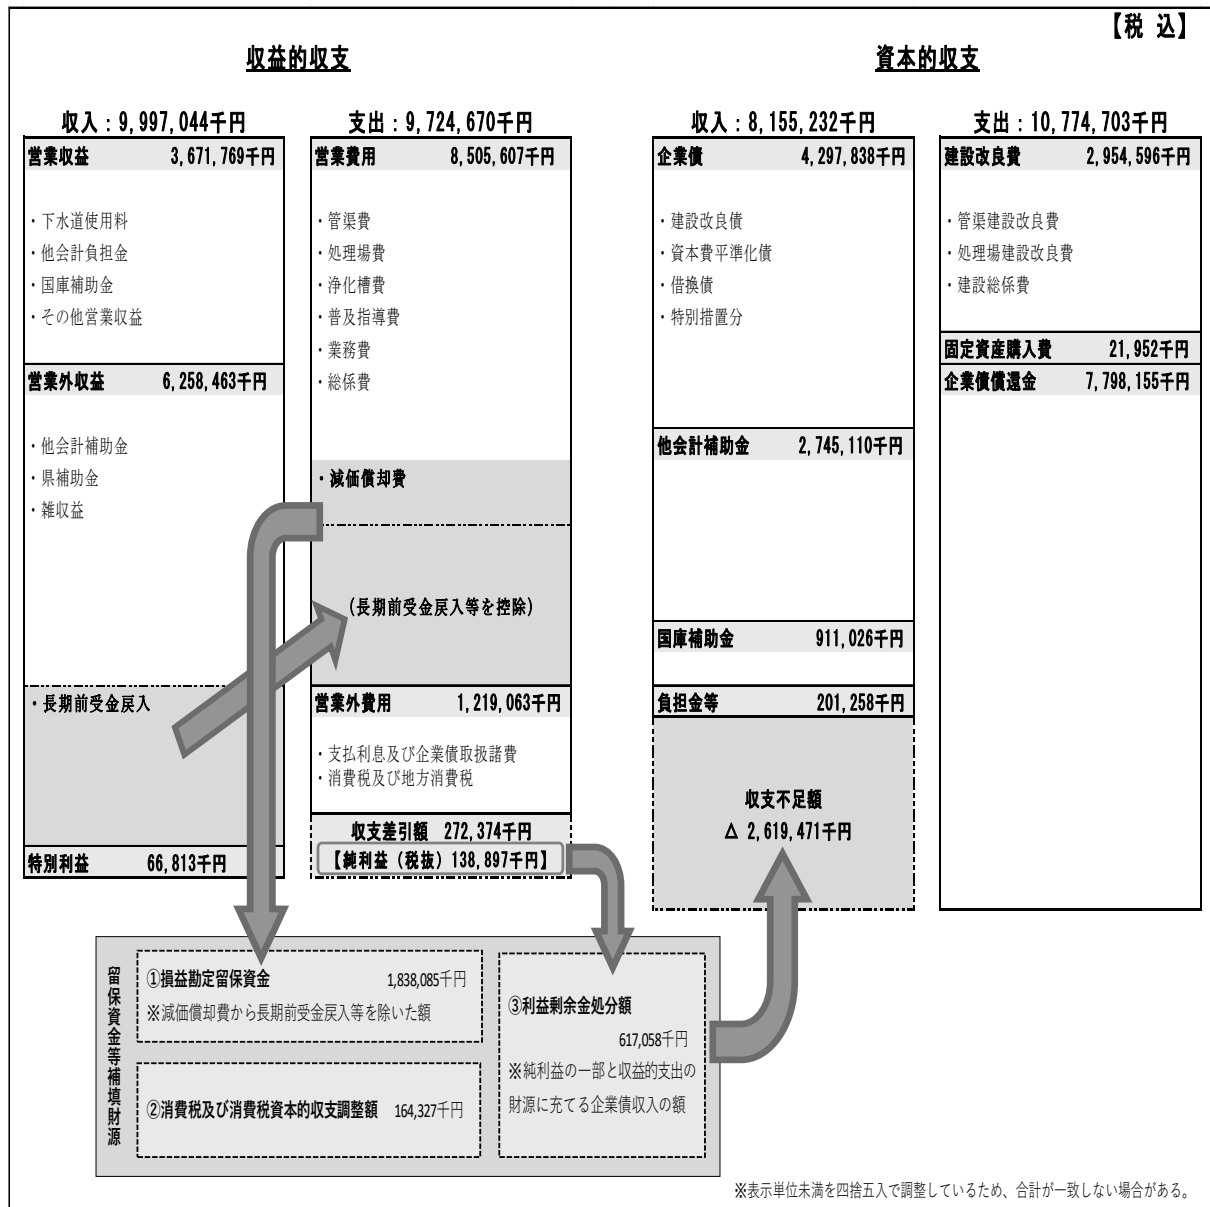 【税 込】
収益的収支
収入：9,997,044千円
営業収益 3,671,769千円
・下水道使用料
・他会計負担金
・国庫補助金
・その他営業収益
営業外収益 6,258,463千円
・他会計補助金
・県補助金
・雑収益
・長期前受金戻入
特別利益 66,813千円
支出：9,724,670千円
営業費用 8,505,607千円
・管渠費
・処理場費
・浄化槽費
・普及指導費
・業務費
・総係費
・減価償却費
(長期前受金戻入等を控除)
営業外費用 1,219,063千円
・支払利息及び企業債取扱諸費
・消費税及び地方消費税
収支差引額 272,374千円
【純利益（税抜）138,897千円】
資本的収支
収入：8,155,232千円
企業債 4,297,838千円
・建設改良債
・資本費平準化債
・借換債
・特別措置分
他会計補助金 2,745,110千円
国庫補助金 911,026千円
負担金等 201,258千円
収支不足額
Δ 2,619,471千円
支出：10,774,703千円
建設改良費 2,954,596千円
・管渠建設改良費
・処理場建設改良費
・建設総係費
固定資産購入費 21,952千円
企業債償還金 7,798,155千円
留保資金等補填財源
①損益勘定留保資金 1,838,085千円
※減価償却費から長期前受金戻入等を除いた額
②消費税及び消費税資本的収支調整額 164,327千円
③利益剰余金処分額
617,058千円
※純利益の一部と収益的支出の
財源に充てる企業債収入の額
※表示単位未満を四捨五入で調整しているため、合計が一致しない場合がある。